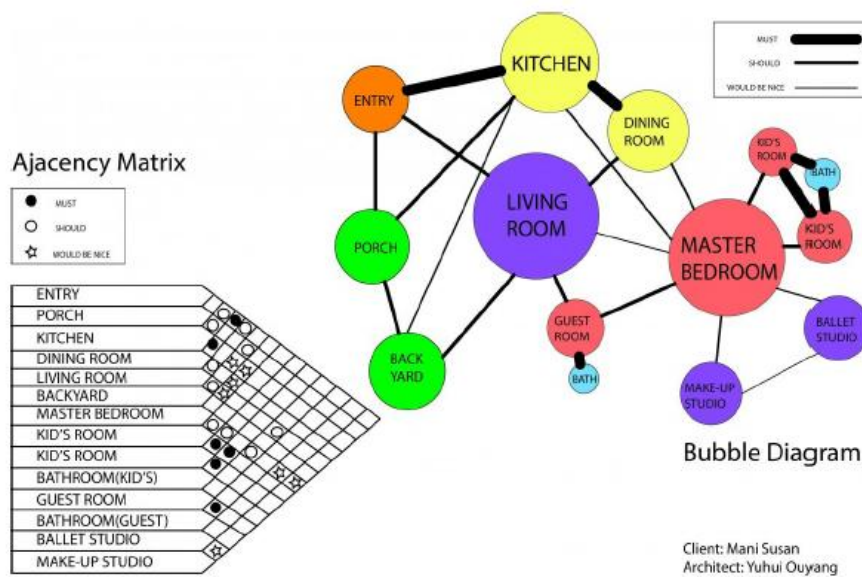 Ajacency Matrix
MUST
SHOULD
WOULD BE NICE
ENTRY
PORCH
KITCHEN
DINING ROOM
LIVING ROOM
BACKYARD
MASTER BEDROOM
KID'S ROOM
KID'S ROOM
BATHROOM(KID'S)
GUEST ROOM
BATHROOM(GUEST)
BALLET STUDIO
MAKE-UP STUDIO
KITCHEN
ENTRY
DINING
ROOM
LIVING
ROOM
PORCH
BACK
YARD
GUEST
ROOM
BATH
MASTER
BEDROOM
KID'S
ROOM
BATH
KID'S
ROOM
BALLET
STUDIO
MAKE-UP
STUDIO
MUST
SHOULD
WOULD BE NICE
Bubble Diagram
Client: Mani Susan
Architect: Yuhui Ouyang